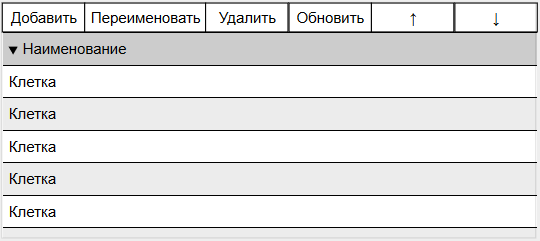 Добавить Переименовать Удалить Обновить ↑ ↓
▼ Наименование
Клетка
Клетка
Клетка
Клетка
Клетка